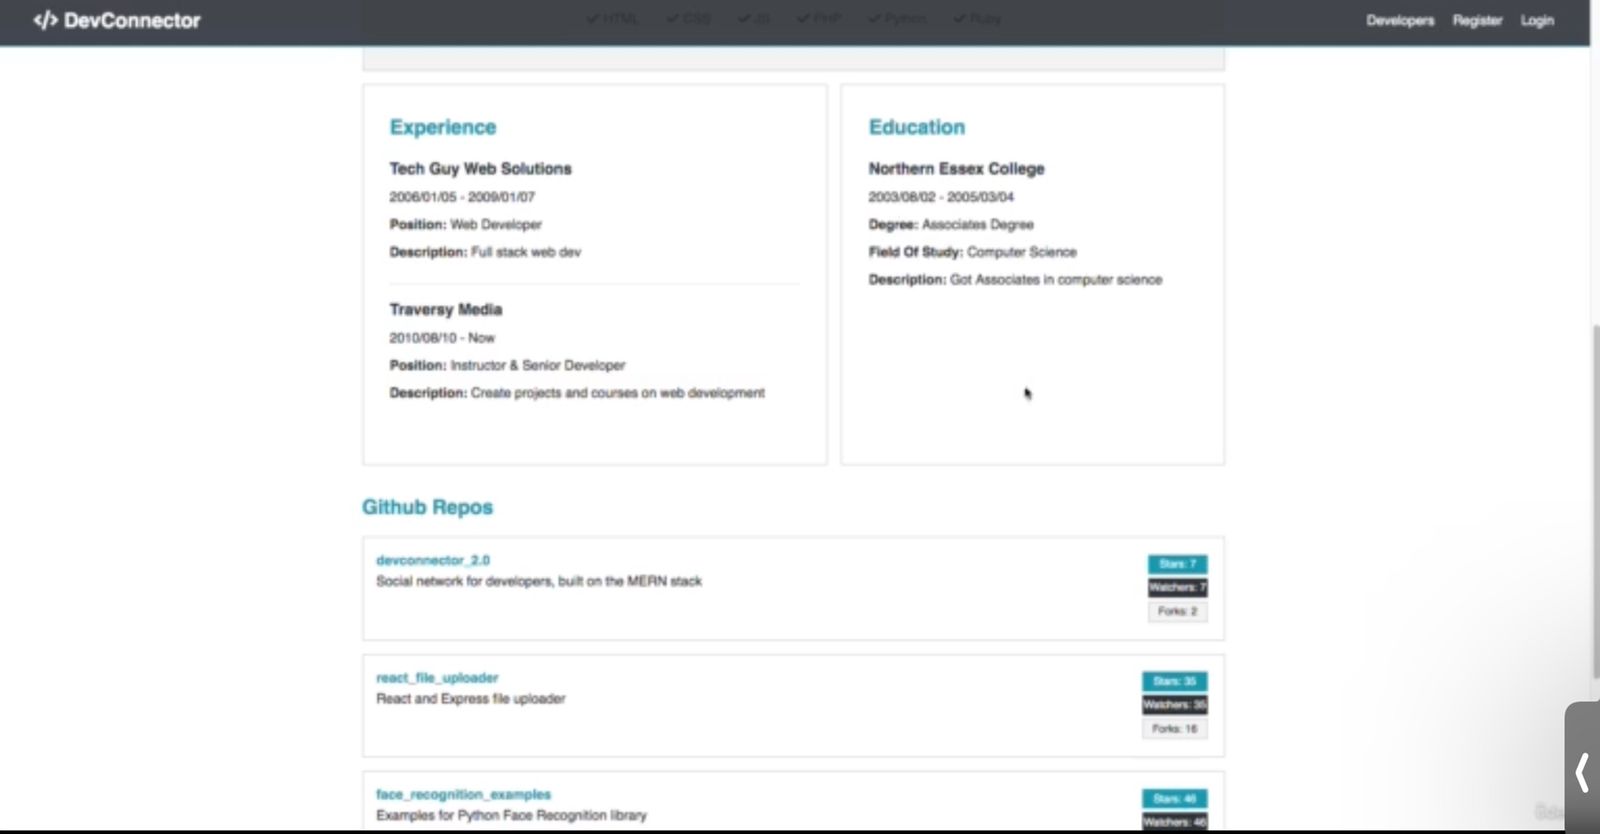 </> DevConnector
HTML CSS JS PHP Python Ruby
Developers Register Login
Experience
Tech Guy Web Solutions
2006/01/05 - 2009/01/07
Position: Web Developer
Description: Full stack web dev
Traversy Media
2010/08/10 - Now
Position: Instructor & Senior Developer
Description: Create projects and courses on web development
Education
Northern Essex College
2003/08/02 - 2005/03/04
Degree: Associates Degree
Field Of Study: Computer Science
Description: Got Associates in computer science
Github Repos
devconnector_2.0
Social network for developers, built on the MERN stack
Stars: 7
Watchers: 7
Forks: 2
react_file_uploader
React and Express file uploader
Stars: 35
Watchers: 35
Forks: 16
face_recognition_examples
Examples for Python Face Recognition library
Stars: 46
Watchers: 46